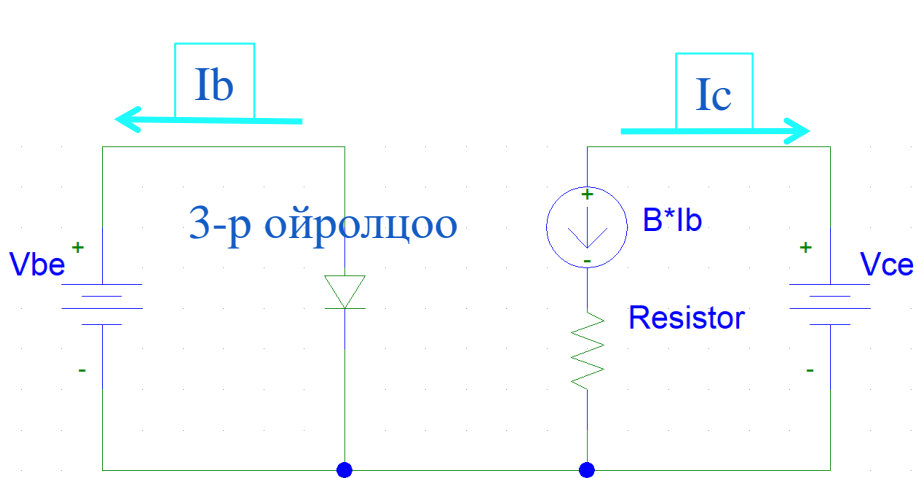 Ib
Ic
3-р ойролцоо
+
-
B*Ib
Vbe
+
-
Resistor
Vce
+
-